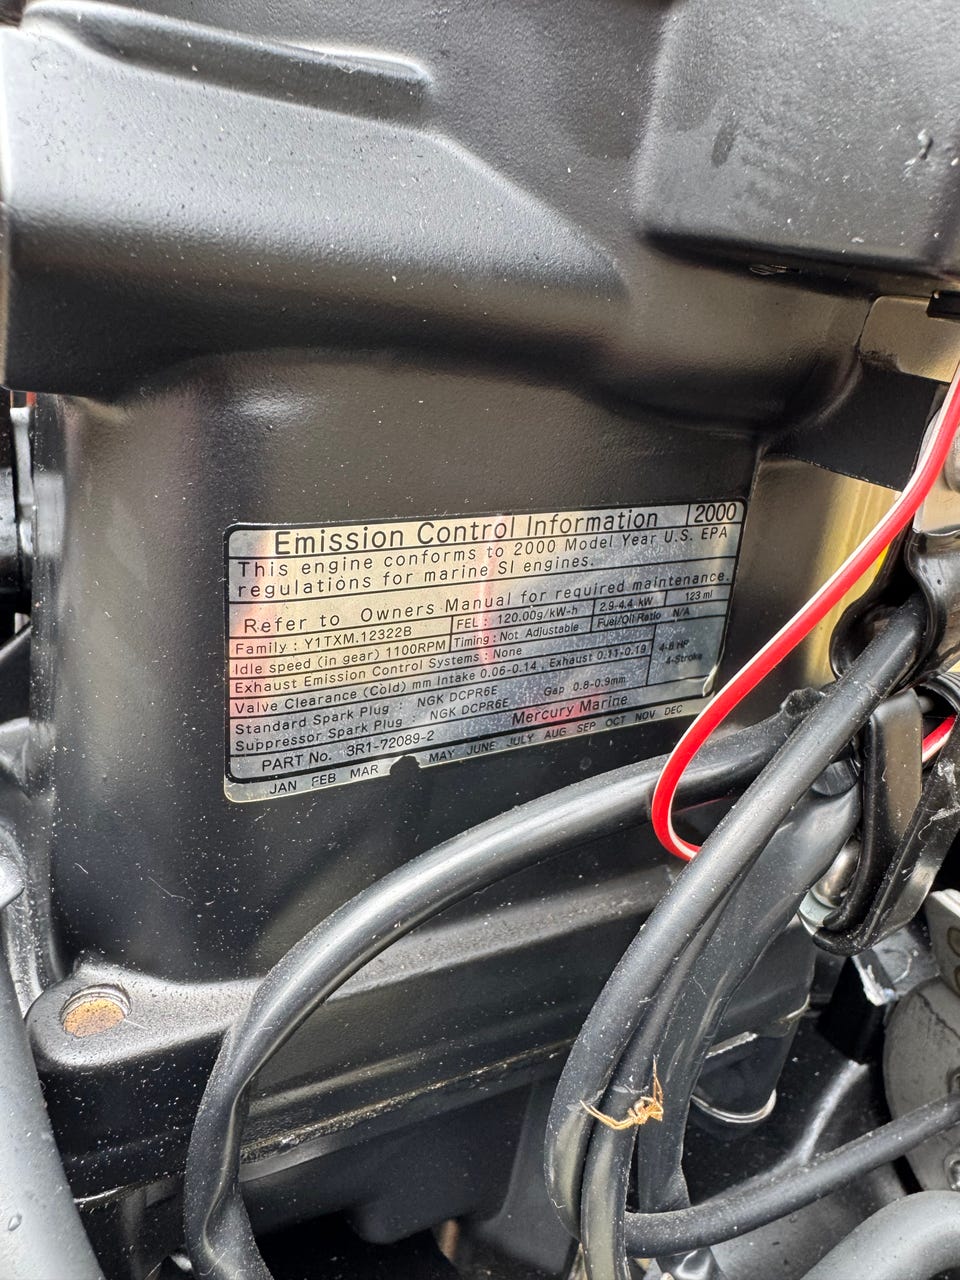 Emission Control Information 2000
This engine conforms to 2000 Model Year U.S. EPA
regulations for marine SI engines.
Refer to Owners Manual for required maintenance.
Family : Y1TXM.12322B FEL : 120.00g/kW-h 2.9-4.4 kW 123 ml
Idle speed (in gear) 1100RPM Timing : Not Adjustable Fuel/Oil Ratio N/A
Exhaust Emission Control Systems : None
Valve Clearance (Cold) mm Intake 0.06-0.14 , Exhaust 0.11-0.19 4-6 HP
Standard Spark Plug : NGK DCPR6E Gap 0.8-0.9mm 4-Stroke
Suppressor Spark Plug : NGK DCPR6E
PART No. 3R1-72089-2 Mercury Marine
JAN FEB MAR MAY JUNE JULY AUG SEP OCT NOV DEC